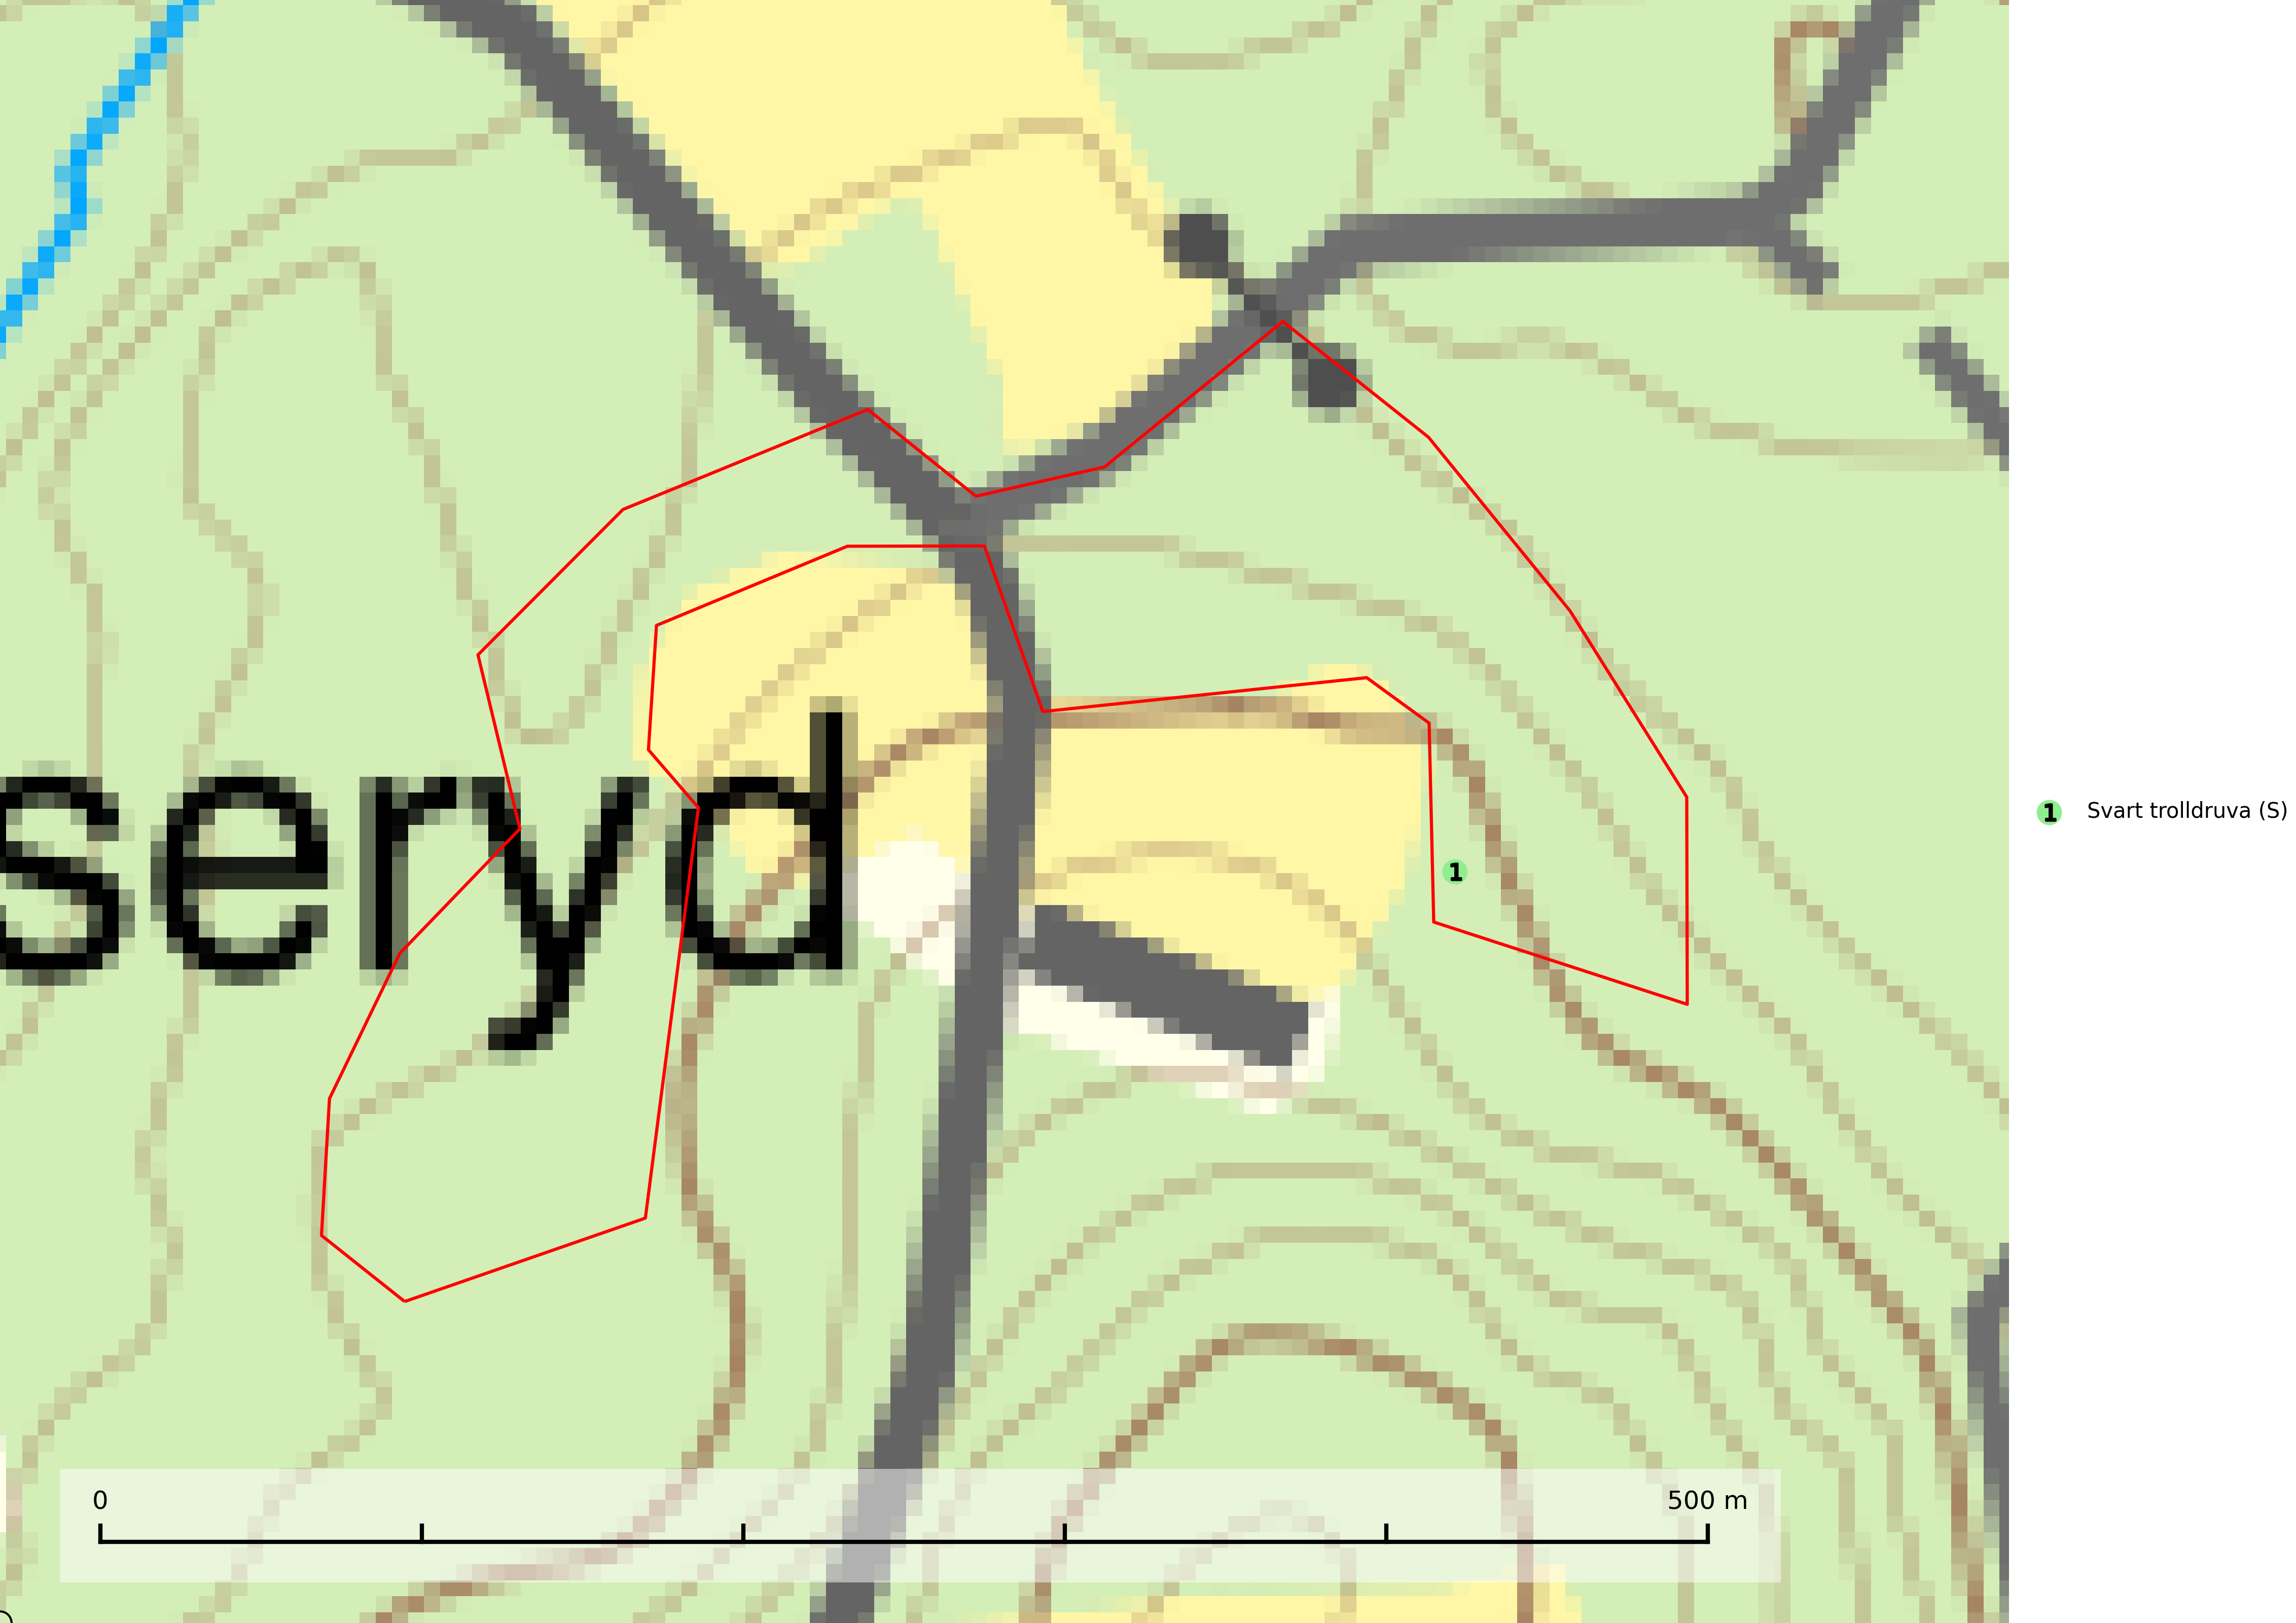 seryd
1
1 Svart trolldruva (S)
0 500 m